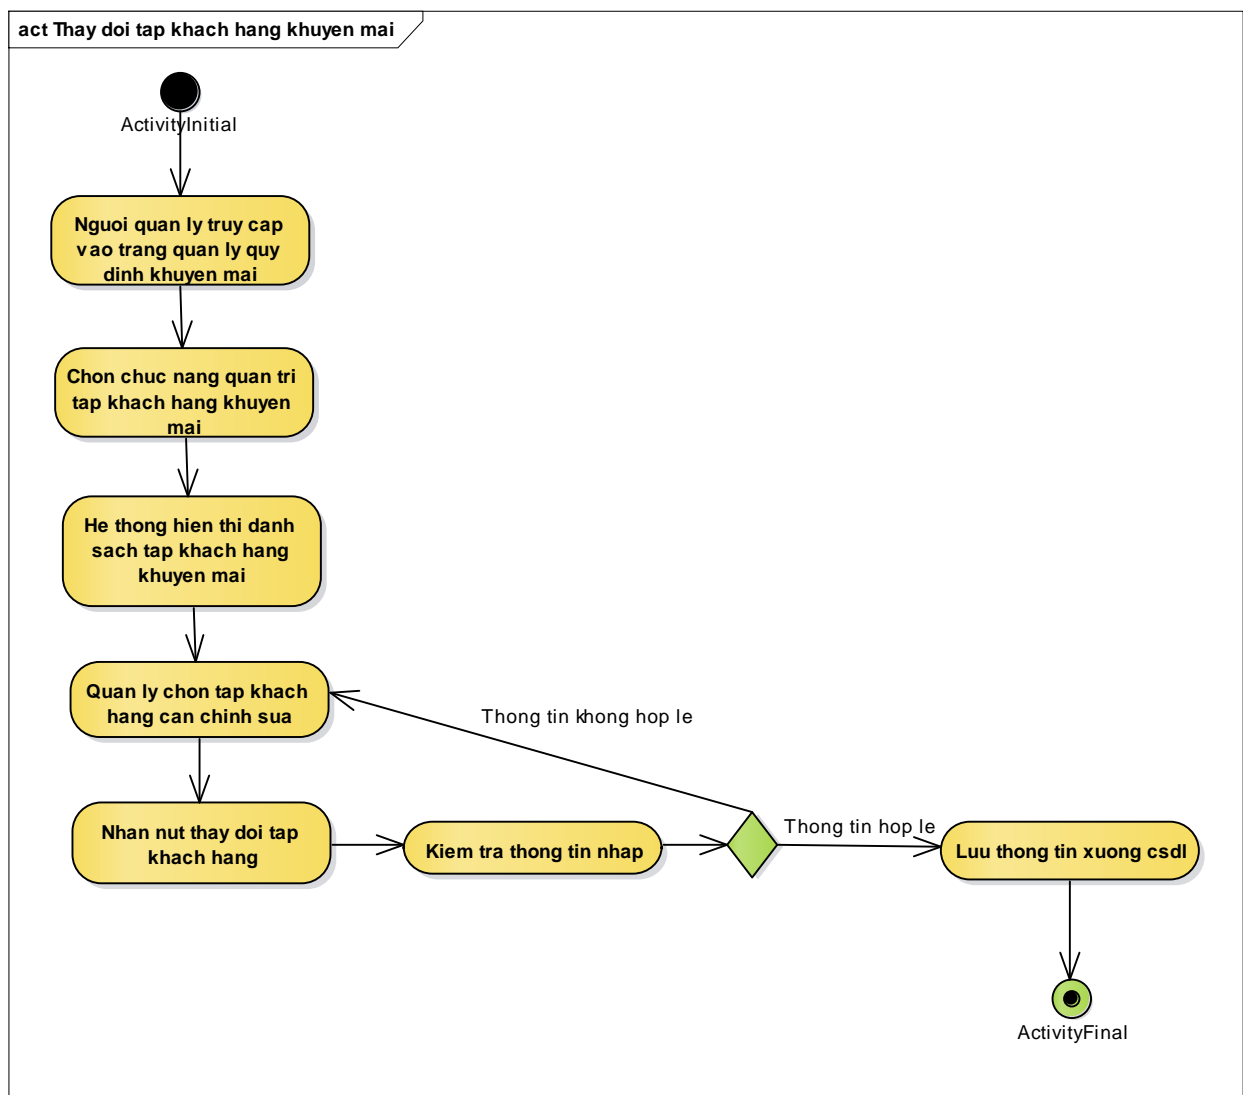 act Thay doi tap khach hang khuyen mai
ActivityInitial
Nguoi quan ly truy cap
vao trang quan ly quy
dinh khuyen mai
Chon chuc nang quan tri
tap khach hang khuyen
mai
He thong hien thi danh
sach tap khach hang
khuyen mai
Quan ly chon tap khach
hang can chinh sua
Thong tin khong hop le
Nhan nut thay doi tap
khach hang
Kiem tra thong tin nhap
Thong tin hop le
Luu thong tin xuong csdl
ActivityFinal